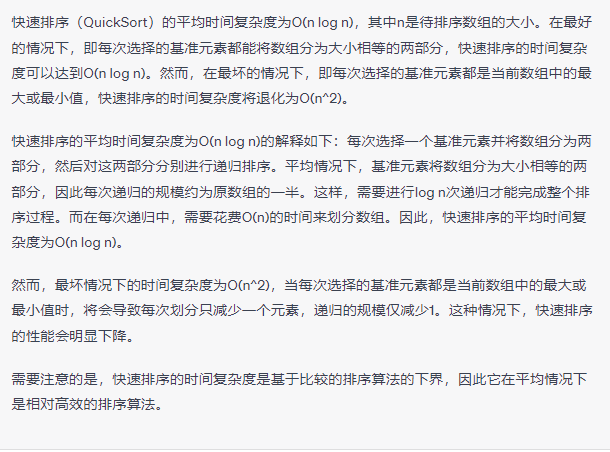 快速排序（QuickSort）的平均时间复杂度为O(n log n)，其中n是待排序数组的大小。在最好
的情况下，即每次选择的基准元素都能将数组分为大小相等的两部分，快速排序的时间复杂
度可以达到O(n log n)。然而，在最坏的情况下，即每次选择的基准元素都是当前数组中的最
大或最小值，快速排序的时间复杂度将退化为O(n^2)。
快速排序的平均时间复杂度为O(n log n)的解释如下：每次选择一个基准元素并将数组分为两
部分，然后对这两部分分别进行递归排序。平均情况下，基准元素将数组分为大小相等的两
部分，因此每次递归的规模约为原数组的一半。这样，需要进行log n次递归才能完成整个排
序过程。而在每次递归中，需要花费O(n)的时间来划分数组。因此，快速排序的平均时间复
杂度为O(n log n)。
然而，最坏情况下的时间复杂度为O(n^2)，当每次选择的基准元素都是当前数组中的最大或
最小值时，将会导致每次划分只减少一个元素，递归的规模仅减少1。这种情况下，快速排序
的性能会明显下降。
需要注意的是，快速排序的时间复杂度是基于比较的排序算法的下界，因此它在平均情况下
是相对高效的排序算法。